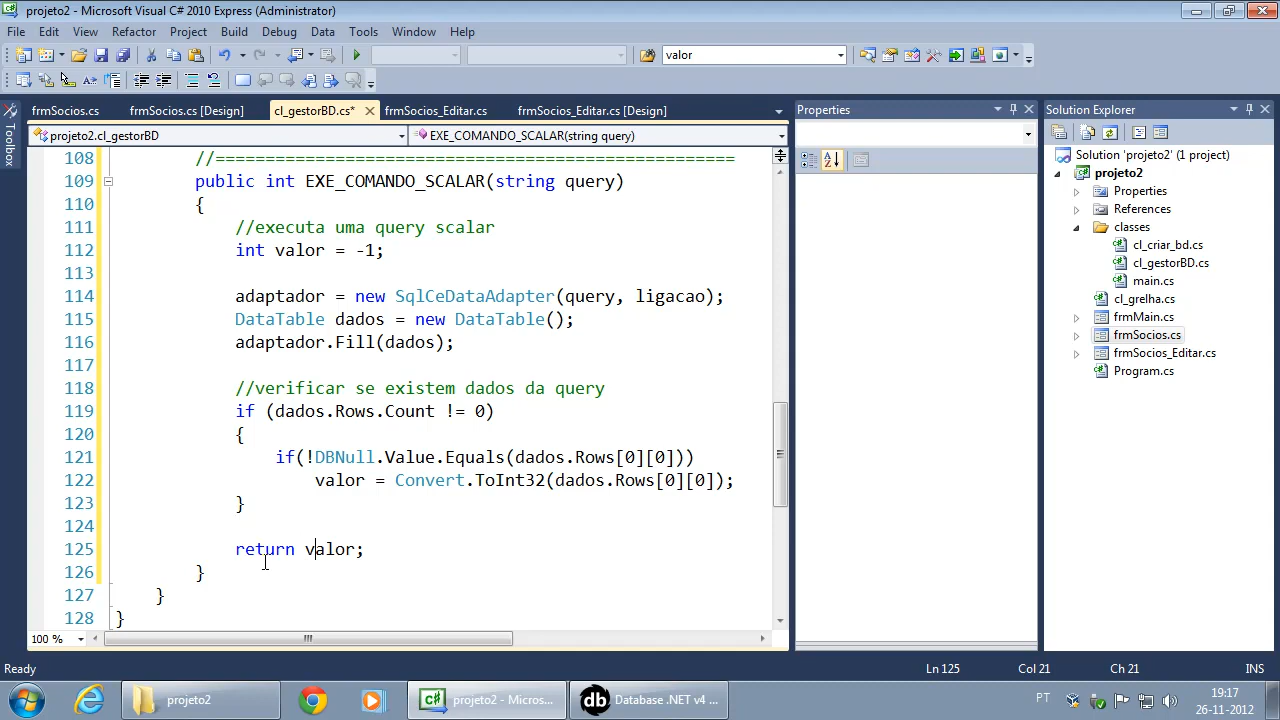 projeto2 - Microsoft Visual C# 2010 Express (Administrator)
File Edit View Refactor Project Build Debug Data Tools Window Help
valor
frmSocios.cs frmSocios.cs [Design] cl_gestorBD.cs* frmSocios_Editar.cs frmSocios_Editar.cs [Design]
projeto2.cl_gestorBD EXE_COMANDO_SCALAR(string query)
Toolbox
108 //====================================================
109 public int EXE_COMANDO_SCALAR(string query)
110 {
111 //executa uma query scalar
112 int valor = -1;
113
114 adaptador = new SqlCeDataAdapter(query, ligacao);
115 DataTable dados = new DataTable();
116 adaptador.Fill(dados);
117
118 //verificar se existem dados da query
119 if (dados.Rows.Count != 0)
120 {
121 if(!DBNull.Value.Equals(dados.Rows[0][0]))
122 valor = Convert.ToInt32(dados.Rows[0][0]);
123 }
124
125 return valor;
126 }
127 }
128 }
100 %
Properties
Solution Explorer
Solution 'projeto2' (1 project)
projeto2
Properties
References
classes
cl_criar_bd.cs
cl_gestorBD.cs
main.cs
cl_grelha.cs
frmMain.cs
frmSocios.cs
frmSocios_Editar.cs
Program.cs
Ready Ln 125 Col 21 Ch 21 INS
projeto2 projeto2 - Micros... Database .NET v4 ... PT 19:17
26-11-2012